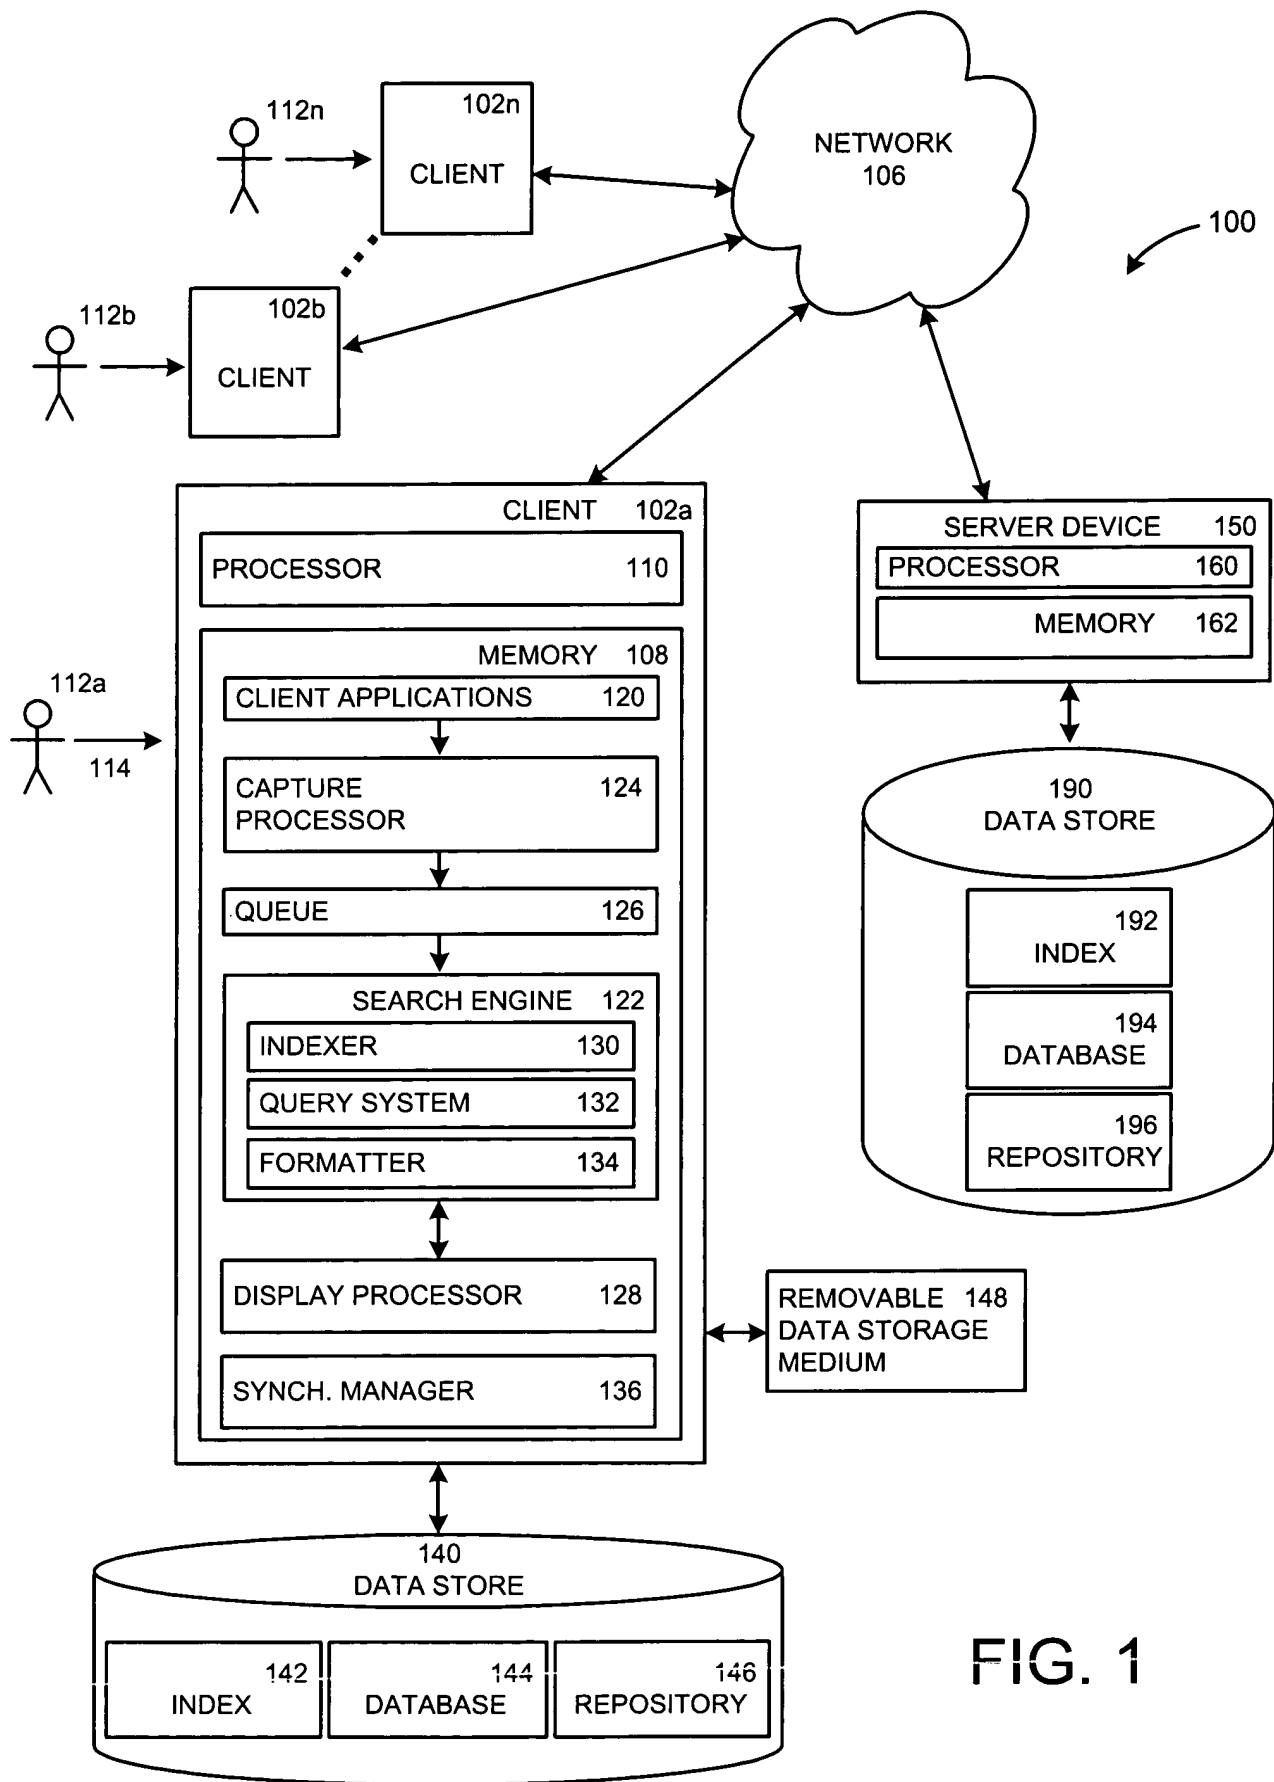 112n
102n
CLIENT
NETWORK
106
100
112b
102b
CLIENT
CLIENT 102a
PROCESSOR 110
MEMORY 108
CLIENT APPLICATIONS 120
112a
114
CAPTURE
PROCESSOR
124
QUEUE 126
SEARCH ENGINE 122
INDEXER 130
QUERY SYSTEM 132
FORMATTER 134
DISPLAY PROCESSOR 128
SYNCH. MANAGER 136
SERVER DEVICE 150
PROCESSOR 160
MEMORY 162
190
DATA STORE
192
INDEX
194
DATABASE
196
REPOSITORY
REMOVABLE 148
DATA STORAGE
MEDIUM
140
DATA STORE
142
INDEX
144
DATABASE
146
REPOSITORY
FIG. 1